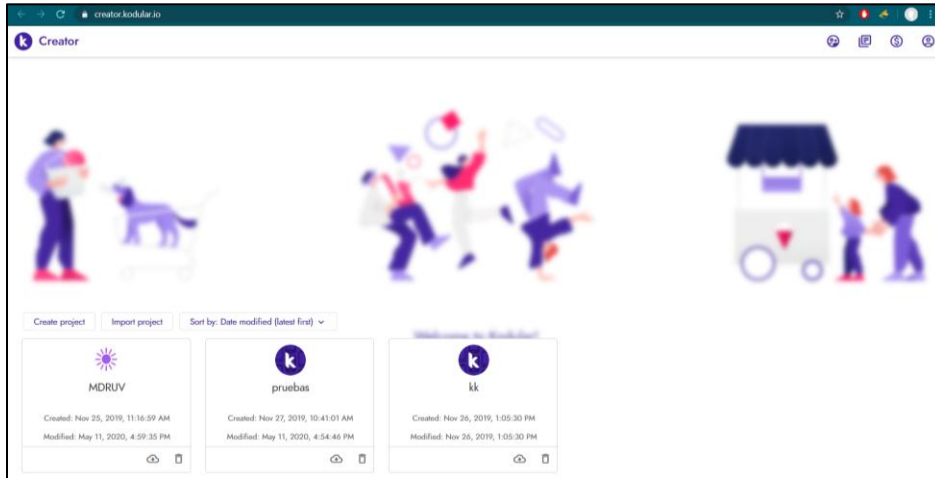 creator.kodular.io
k Creator
Create project Import project Sort by: Date modified (latest first)
Welcome to Kodular!
MDRUV
Created: Nov 25, 2019, 11:16:59 AM
Modified: May 11, 2020, 4:59:35 PM
k
pruebas
Created: Nov 27, 2019, 10:41:01 AM
Modified: May 11, 2020, 4:54:46 PM
k
kk
Created: Nov 26, 2019, 1:05:30 PM
Modified: Nov 26, 2019, 1:05:30 PM